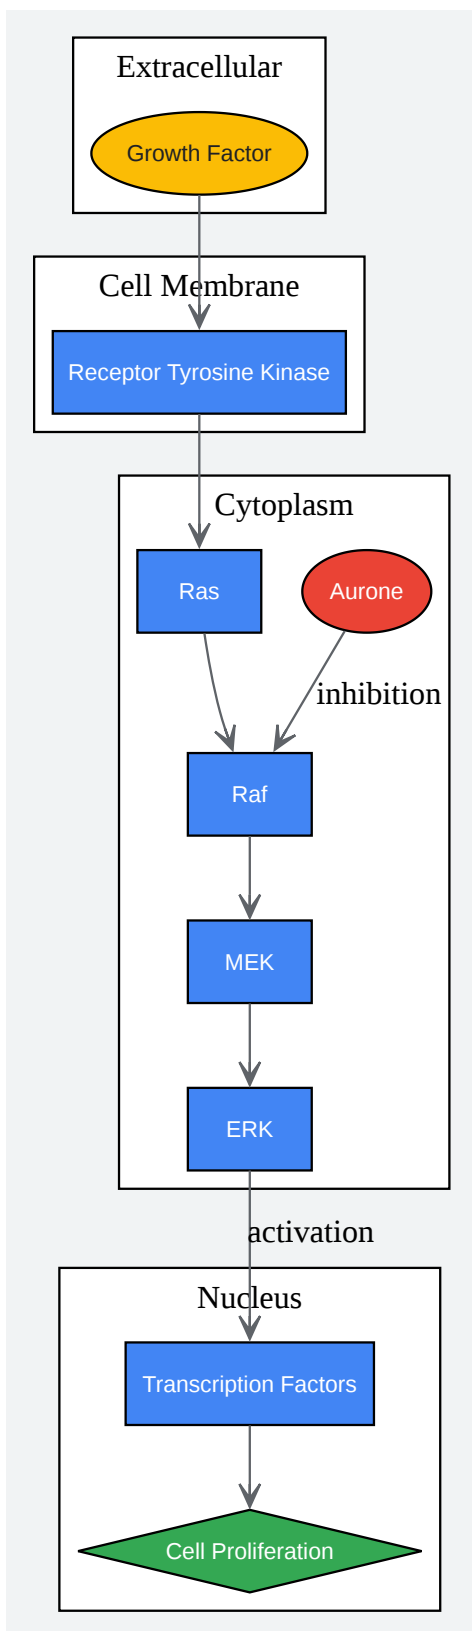 Extracellular
Growth Factor
Cell Membrane
Receptor Tyrosine Kinase
Cytoplasm
Ras
Aurone
inhibition
Raf
MEK
ERK
activation
Nucleus
Transcription Factors
Cell Proliferation